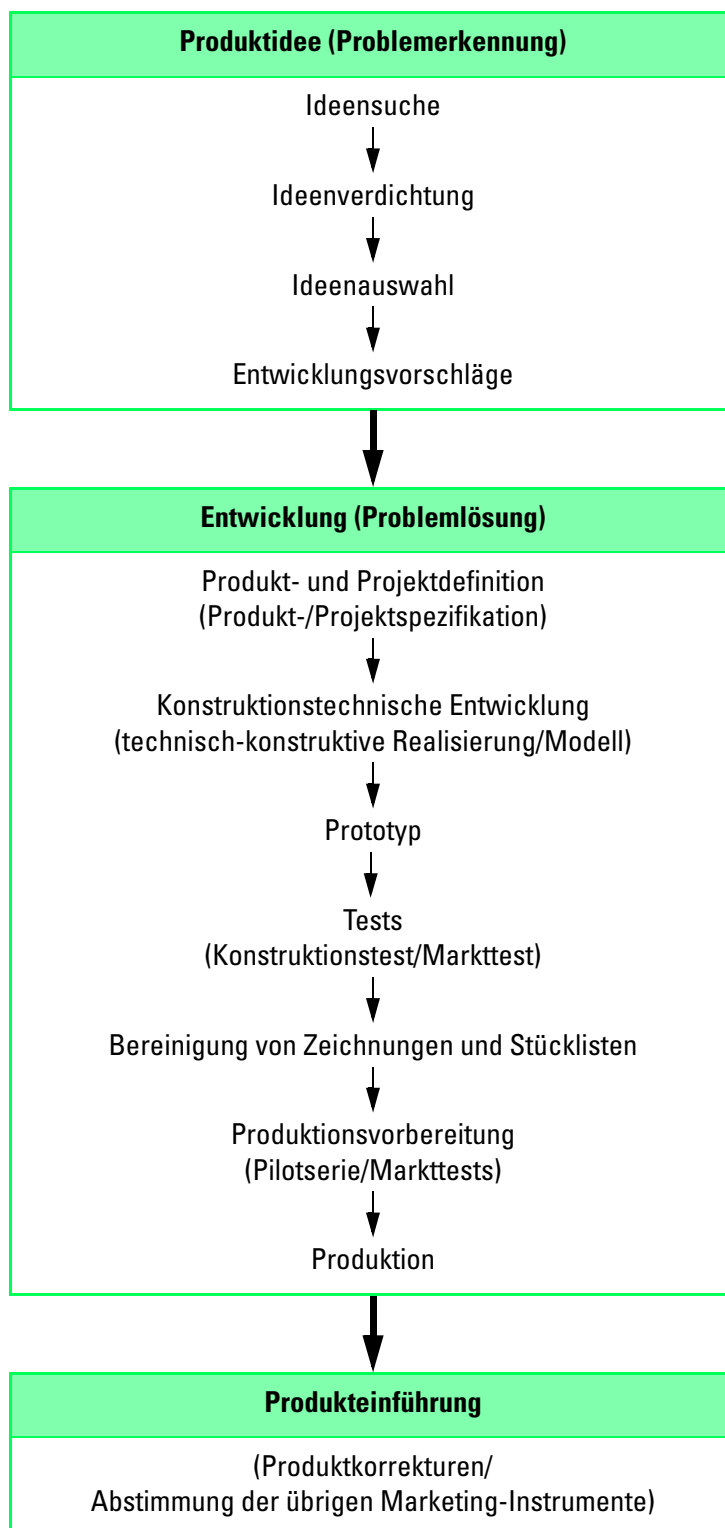 Produktidee (Problemerkennung)
Ideensuche
Ideenverdichtung
Ideenauswahl
Entwicklungsvorschläge
Entwicklung (Problemlösung)
Produkt- und Projektdefinition
(Produkt-/Projektspezifikation)
Konstruktionstechnische Entwicklung
(technisch-konstruktive Realisierung/Modell)
Prototyp
Tests
(Konstruktionstest/Markttest)
Bereinigung von Zeichnungen und Stücklisten
Produktionsvorbereitung
(Pilotserie/Markttests)
Produktion
Produkteinführung
(Produktkorrekturen/
Abstimmung der übrigen Marketing-Instrumente)